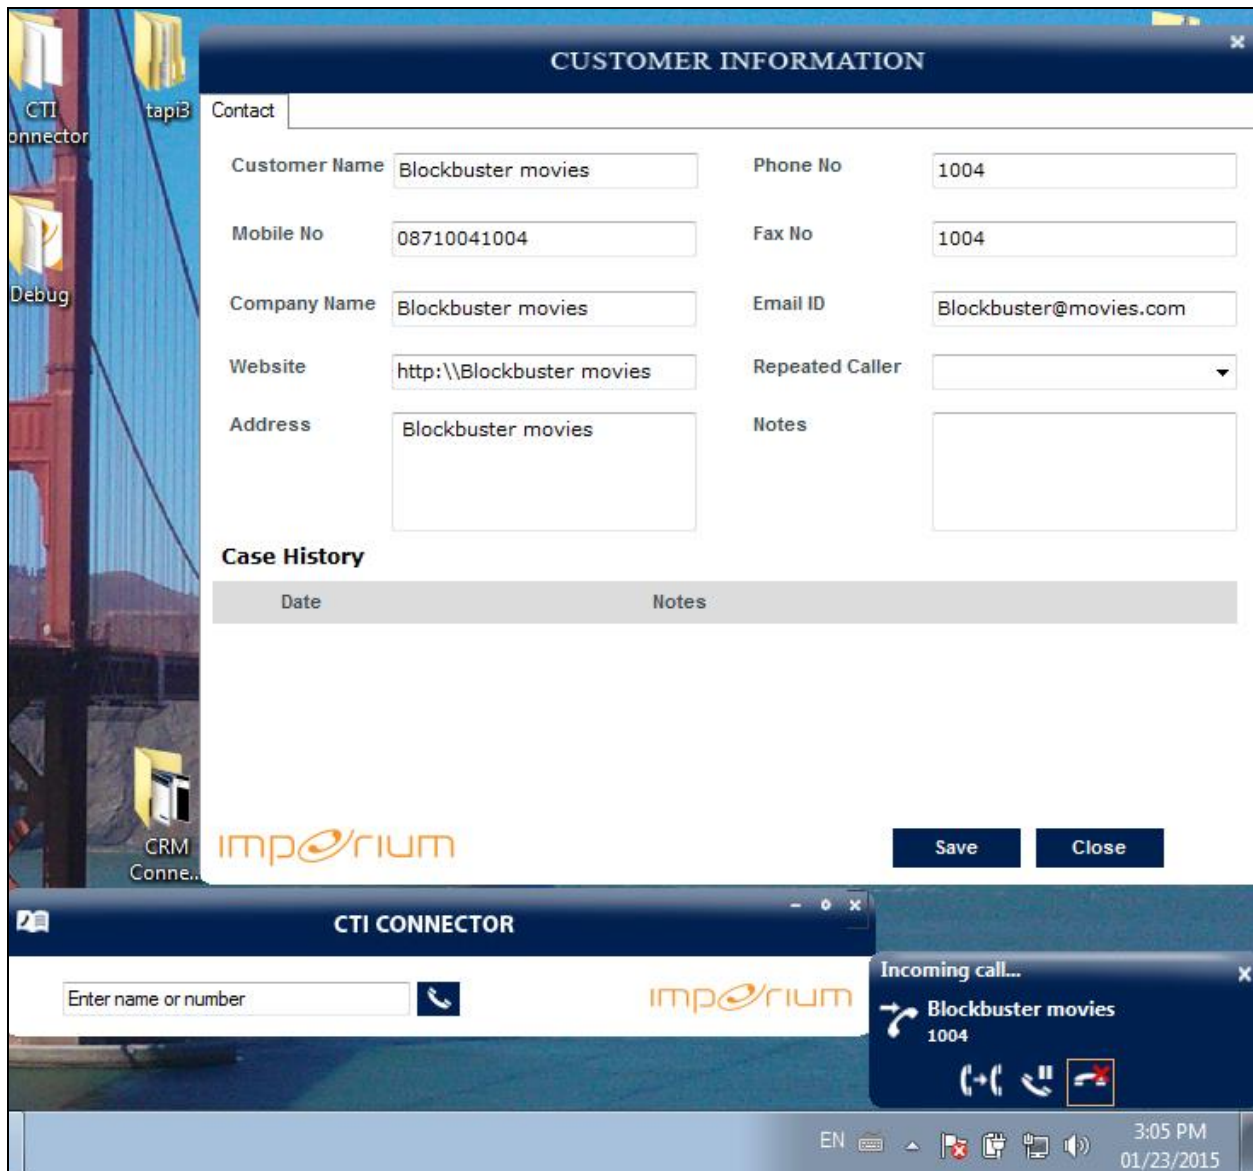 CUSTOMER INFORMATION
CTI
onnector
tapi3
Contact
Customer Name Blockbuster movies Phone No 1004
Mobile No 08710041004 Fax No 1004
Debug
Company Name Blockbuster movies Email ID Blockbuster@movies.com
Website http:\\Blockbuster movies Repeated Caller
Address Blockbuster movies Notes
Case History
Date Notes
CRM
Conne..
imperium
Save Close
CTI CONNECTOR
Enter name or number
imperium
Incoming call...
Blockbuster movies
1004
EN
3:05 PM
01/23/2015